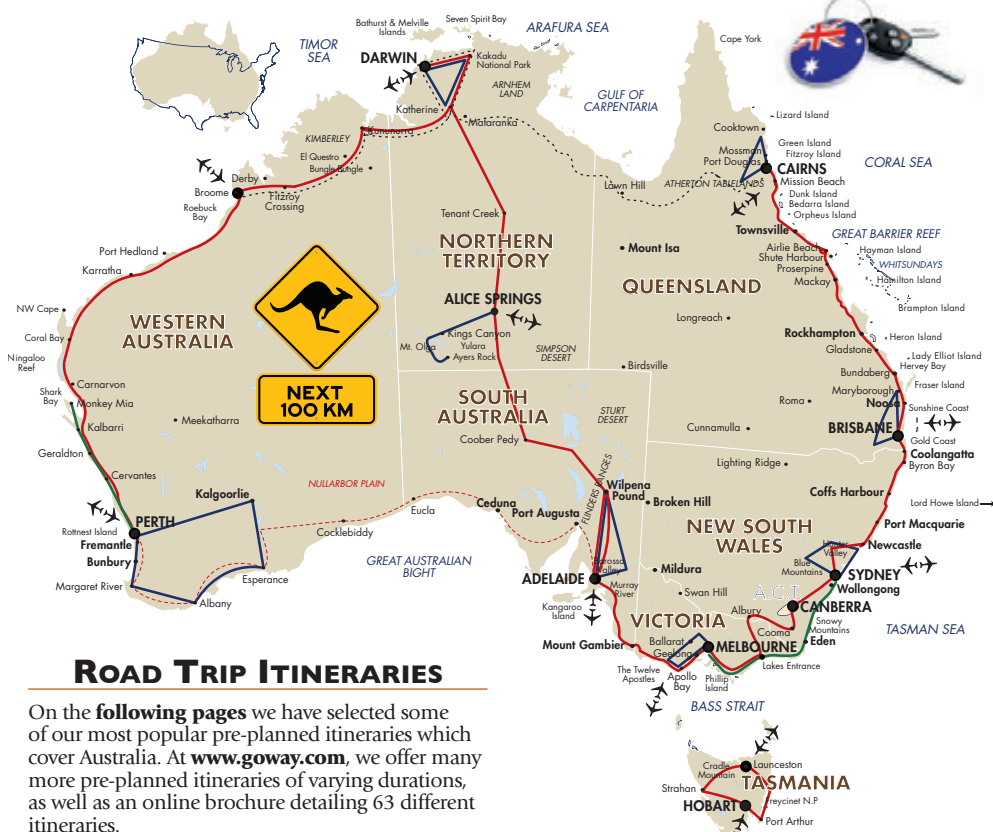 Bathurst & Melville
Islands
Seven Spirit Bay
ARAFURA SEA
TIMOR
SEA
DARWIN
Kakadu
National Park
Cape York
ARNHEM
LAND
GULF OF
CARPENTARIA
Katherine
Mataranka
Lizard Island
Cooktown
Kununurra
KIMBERLEY
El Questro
Bungle Bungle
Green Island
Fitzroy Island
Mossman
Port Douglas
CAIRNS
CORAL SEA
Derby
Broome
Fitzroy
Crossing
Roebuck
Bay
Lawn Hill
ATHERTON TABLELANDS
Mission Beach
Dunk Island
Bedarra Island
Orpheus Island
Tenant Creek
Townsville
GREAT BARRIER REEF
NORTHERN
TERRITORY
Mount Isa
Airlie Beach
Shute Harbour
Proserpine
Mackay
Hayman Island
WHITSUNDAYS
Hamilton Island
Brampton Island
Port Hedland
Karratha
QUEENSLAND
ALICE SPRINGS
NW Cape
Coral Bay
Ningaloo
Reef
WESTERN
AUSTRALIA
Kings Canyon
Mt. Olga
Yulara
Ayers Rock
SIMPSON
DESERT
Longreach
Rockhampton
Gladstone
Heron Island
Lady Elliot Island
Hervey Bay
Bundaberg
Birdsville
Fraser Island
Maryborough
Noosa
Sunshine Coast
Roma
BRISBANE
Gold Coast
Coolangatta
Byron Bay
Carnarvon
Shark
Bay
Monkey Mia
Kalbarri
Meekatharra
NEXT
100 KM
SOUTH
AUSTRALIA
STURT
DESERT
Cunnamulla
Coober Pedy
Geraldton
Cervantes
Lighting Ridge
NULLARBOR PLAIN
FLINDERS RANGES
Wilpena
Pound
Broken Hill
Coffs Harbour
Lord Howe Island
Kalgoorlie
Eucla
Ceduna
Port Augusta
PERTH
Rottnest Island
Fremantle
Bunbury
Cocklebiddy
NEW SOUTH
WALES
Port Macquarie
Hunter
Valley
Newcastle
Blue
Mountains
SYDNEY
Wollongong
GREAT AUSTRALIAN
BIGHT
Barossa
Valley
ADELAIDE
Mildura
Murray
River
Esperance
Margaret River
Albany
Kangaroo
Island
Swan Hill
A.C.T.
CANBERRA
Albury
Snowy
Mountains
Cooma
Eden
TASMAN SEA
VICTORIA
Mount Gambier
Ballarat
Geelong
MELBOURNE
Lakes Entrance
The Twelve
Apostles
Apollo
Bay
Phillip
Island
BASS STRAIT
Cradle
Mountain
Launceston
TASMANIA
Strahan
HOBART
Freycinet N.P
Port Arthur
ROAD TRIP ITINERARIES
On the following pages we have selected some
of our most popular pre-planned itineraries which
cover Australia. At www.goway.com, we offer many
more pre-planned itineraries of varying durations,
as well as an online brochure detailing 63 different
itineraries.